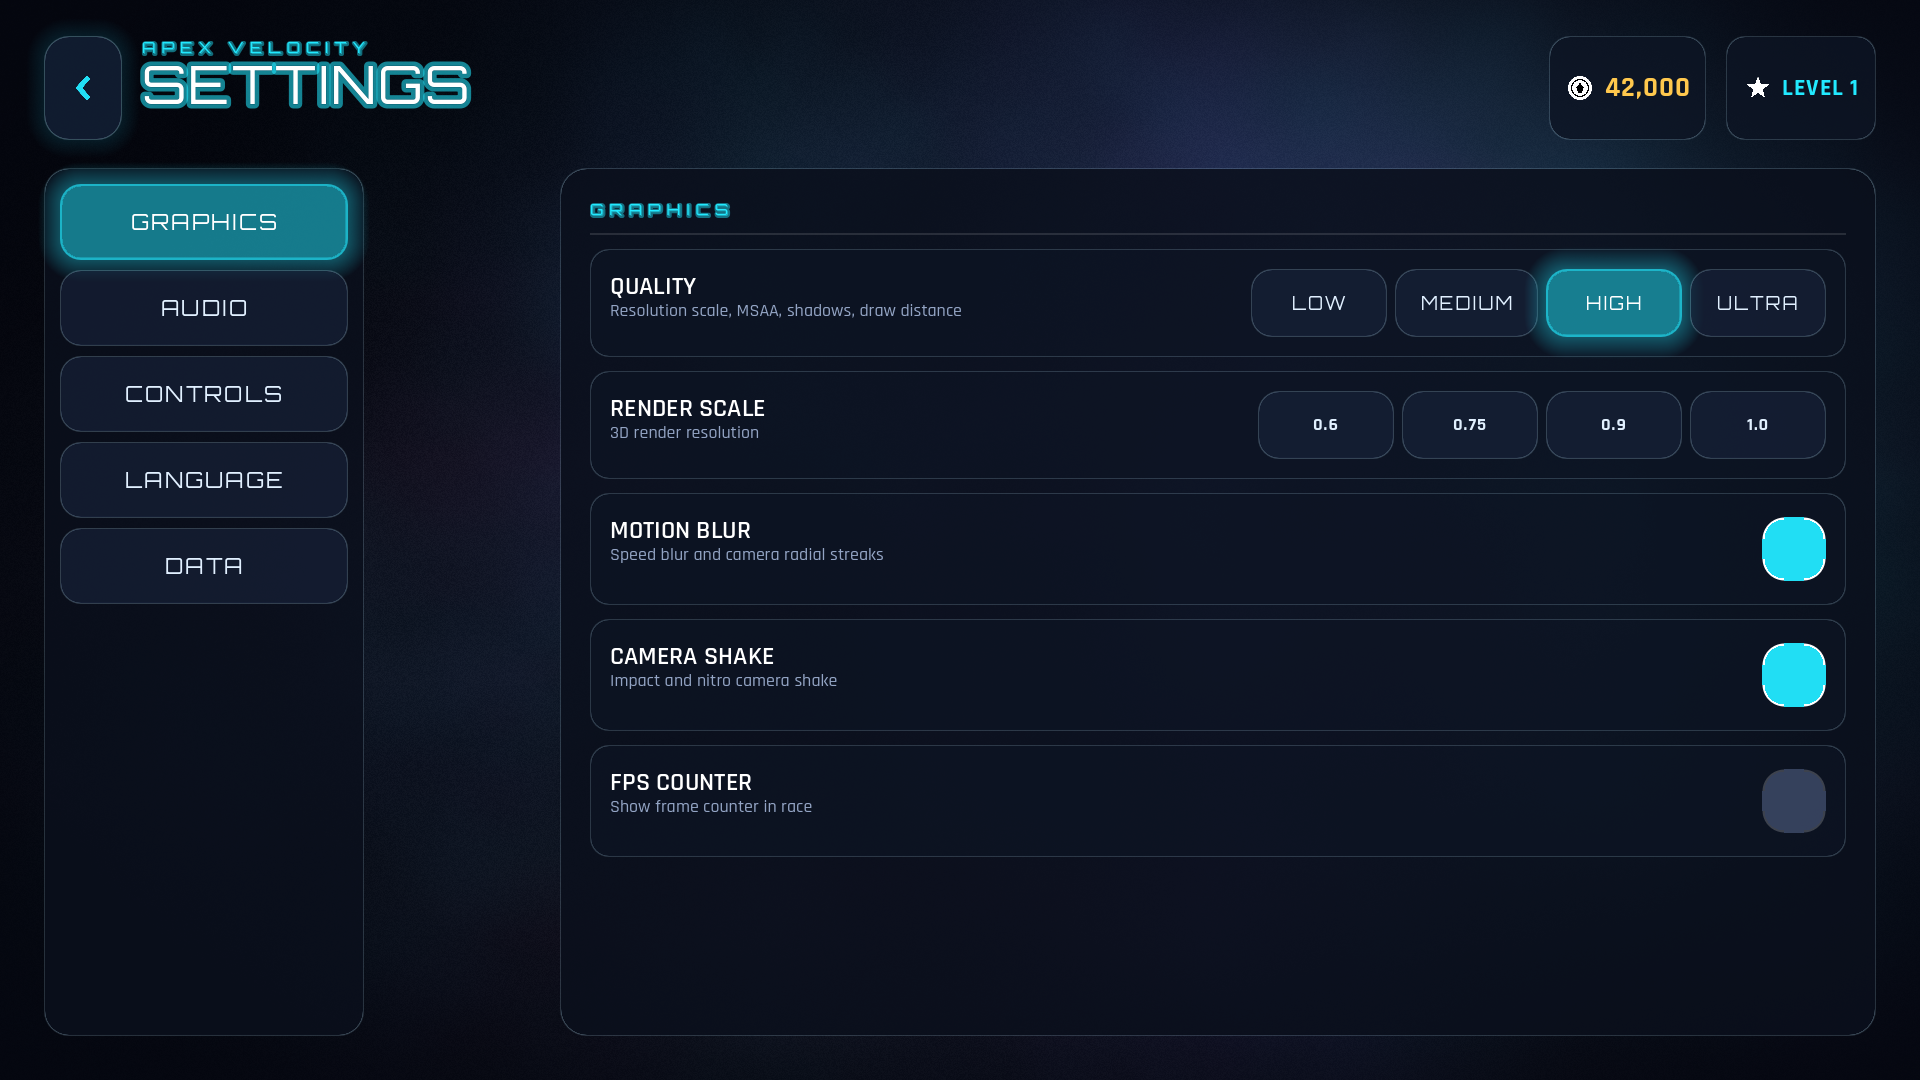 APEX VELOCITY
SETTINGS
42,000
LEVEL 1
GRAPHICS
AUDIO
CONTROLS
LANGUAGE
DATA
GRAPHICS
QUALITY
Resolution scale, MSAA, shadows, draw distance
LOW MEDIUM HIGH ULTRA
RENDER SCALE
3D render resolution
0.6 0.75 0.9 1.0
MOTION BLUR
Speed blur and camera radial streaks
CAMERA SHAKE
Impact and nitro camera shake
FPS COUNTER
Show frame counter in race